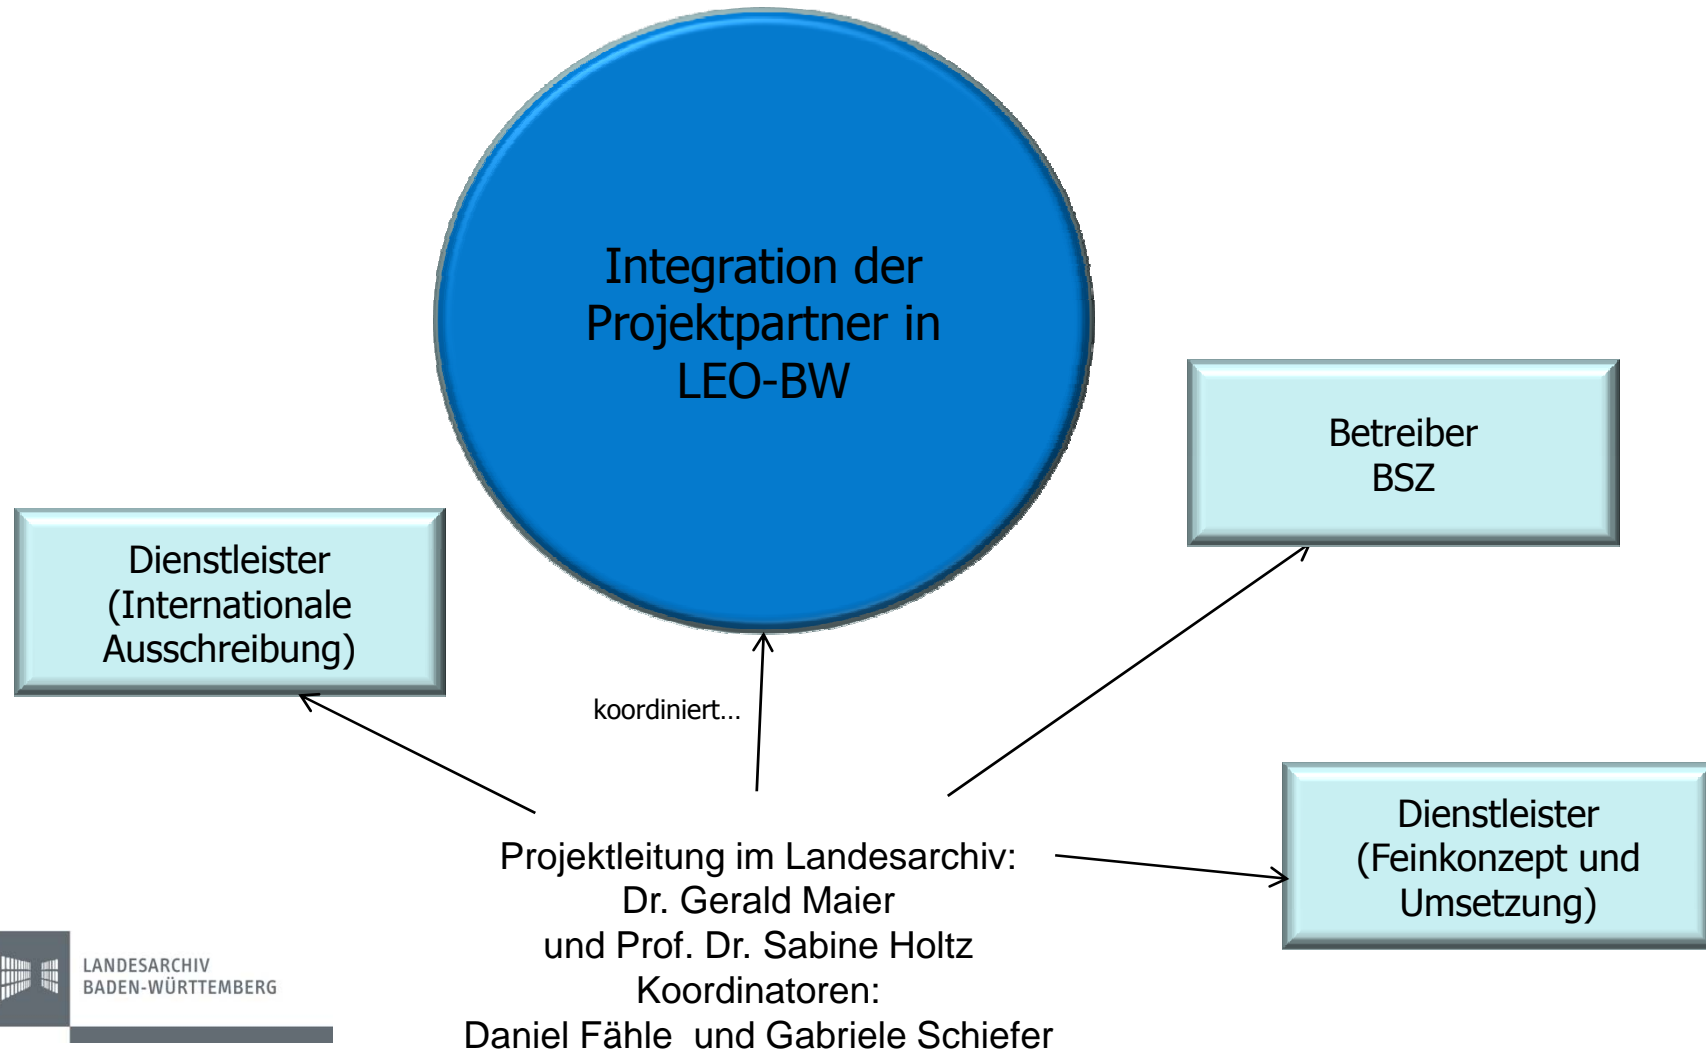 Integration der
Projektpartner in
LEO-BW
Betreiber
BSZ
Dienstleister
(Internationale
Ausschreibung)
koordiniert...
Dienstleister
(Feinkonzept und
Umsetzung)
Projektleitung im Landesarchiv:
Dr. Gerald Maier
und Prof. Dr. Sabine Holtz
Koordinatoren:
Daniel Fähle  und Gabriele Schiefer
LANDESARCHIV
BADEN-WÜRTTEMBERG